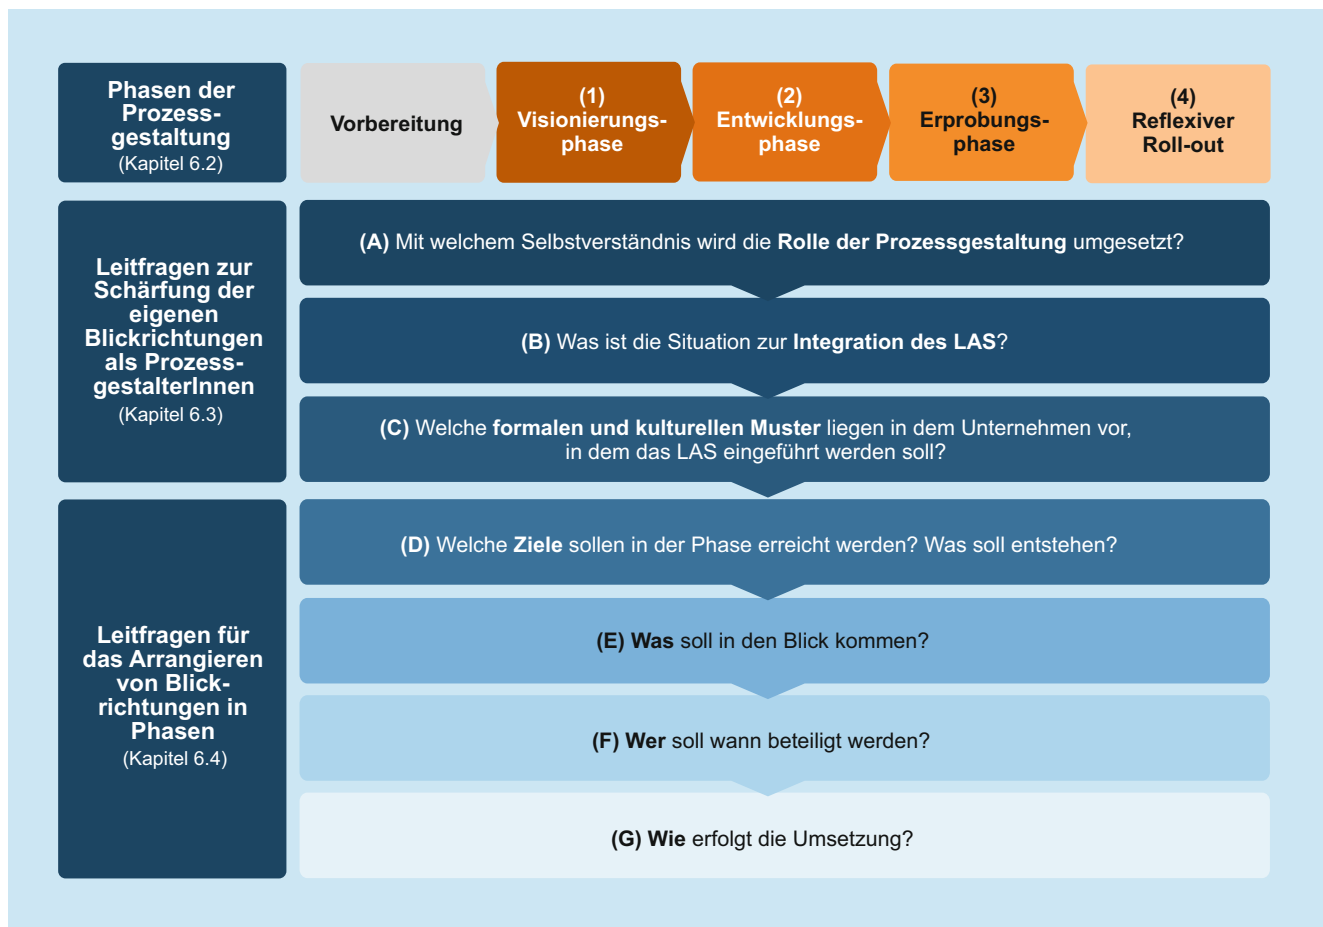 Phasen der
Prozess-
gestaltung
(Kapitel 6.2)
Vorbereitung
(1)
Visionierungs-
phase
(2)
Entwicklungs-
phase
(3)
Erprobungs-
phase
(4)
Reflexiver
Roll-out
Leitfragen zur
Schärfung der
eigenen
Blickrichtungen
als Prozess-
gestalterInnen
(Kapitel 6.3)
(A) Mit welchem Selbstverständnis wird die Rolle der Prozessgestaltung umgesetzt?
(B) Was ist die Situation zur Integration des LAS?
(C) Welche formalen und kulturellen Muster liegen in dem Unternehmen vor,
in dem das LAS eingeführt werden soll?
Leitfragen für
das Arrangieren
von Blick-
richtungen in
Phasen
(Kapitel 6.4)
(D) Welche Ziele sollen in der Phase erreicht werden? Was soll entstehen?
(E) Was soll in den Blick kommen?
(F) Wer soll wann beteiligt werden?
(G) Wie erfolgt die Umsetzung?